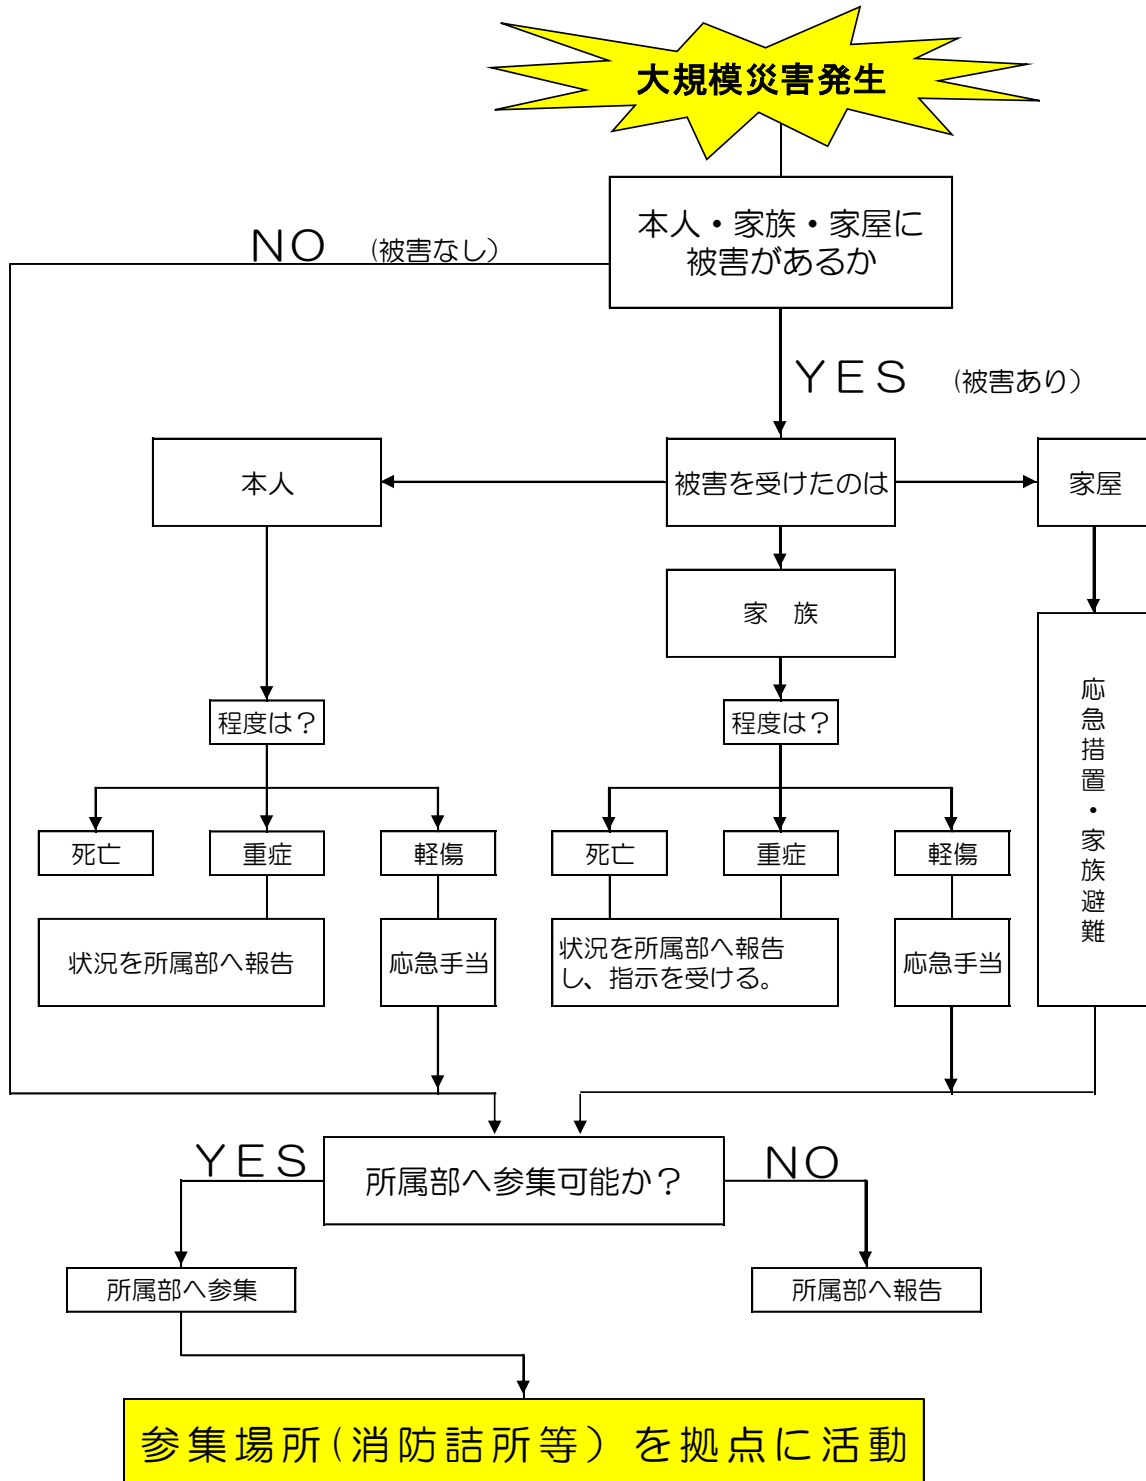 大規模災害発生
本人・家族・家屋に
被害があるか
NO (被害なし)
YES (被害あり)
本人
被害を受けたのは
家屋
家 族
程度は？
程度は？
死亡
重症
軽傷
死亡
重症
軽傷
応急措置・家族避難
状況を所属部へ報告
応急手当
状況を所属部へ報告
し、指示を受ける。
応急手当
YES
所属部へ参集可能か？
NO
所属部へ参集
所属部へ報告
参集場所(消防詰所等）を拠点に活動